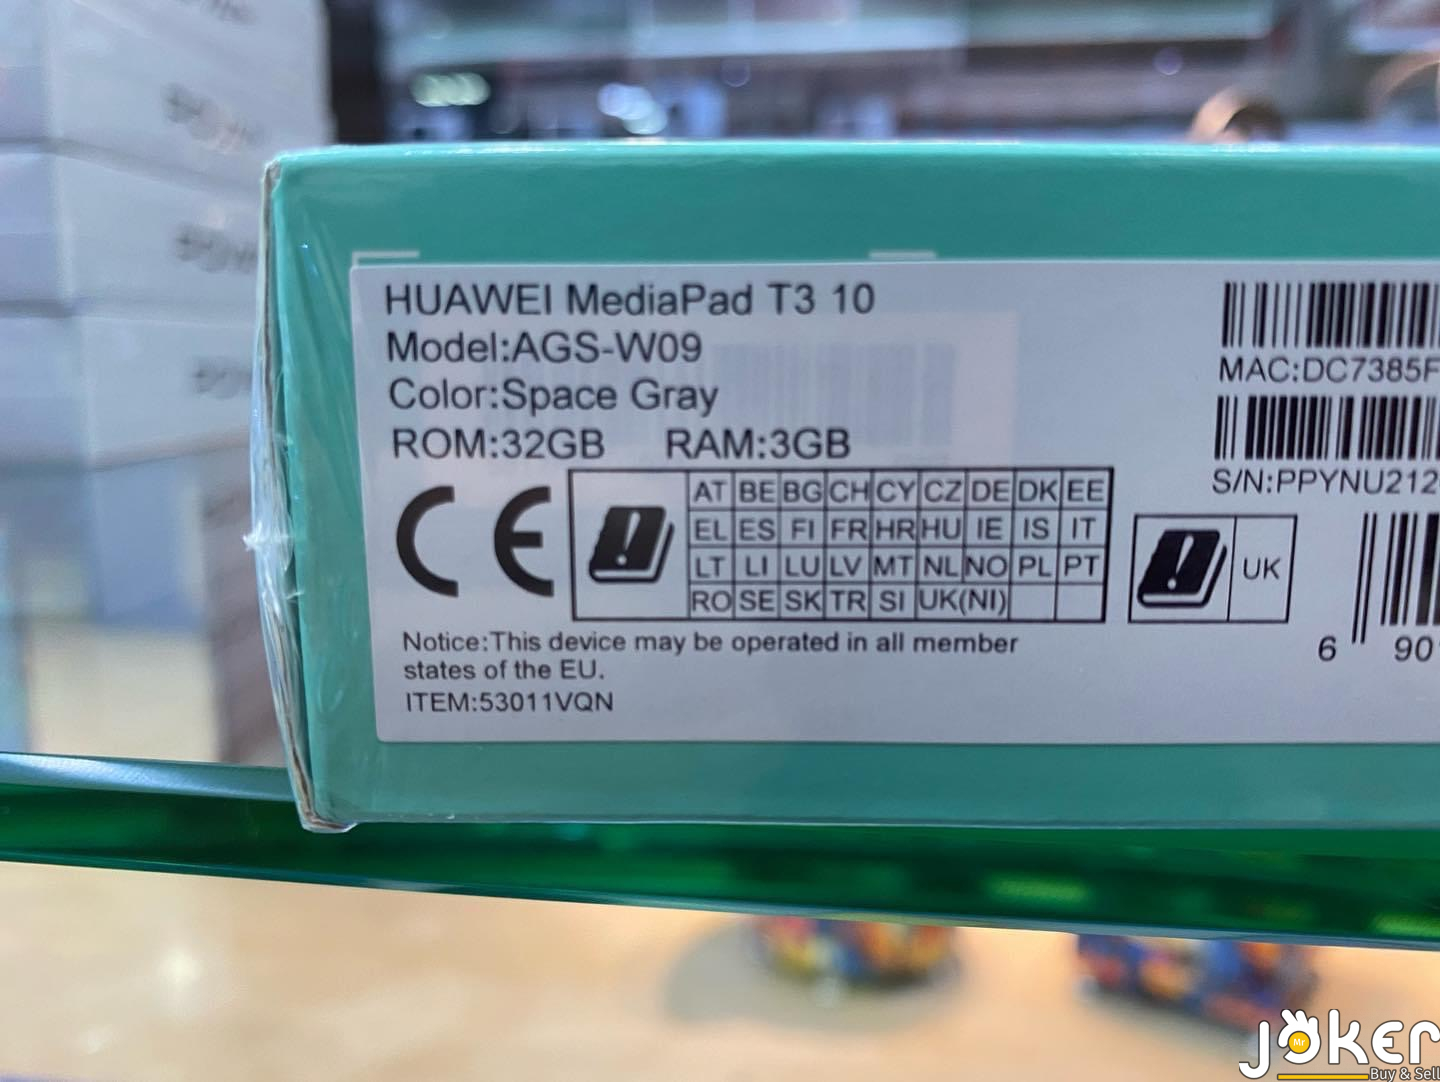 HUAWEI MediaPad T3 10
Model:AGS-W09
Color:Space Gray
ROM:32GB RAM:3GB
CE
AT BE BG CH CY CZ DE DK EE
EL ES FI FR HR HU IE IS IT
LT LI LU LV MT NL NO PL PT
RO SE SK TR SI UK(NI)
UK
Notice:This device may be operated in all member
states of the EU.
ITEM:53011VQN
MAC:DC7385F
S/N:PPYNU212
6 90
JOKER
Mr
Buy & Sell